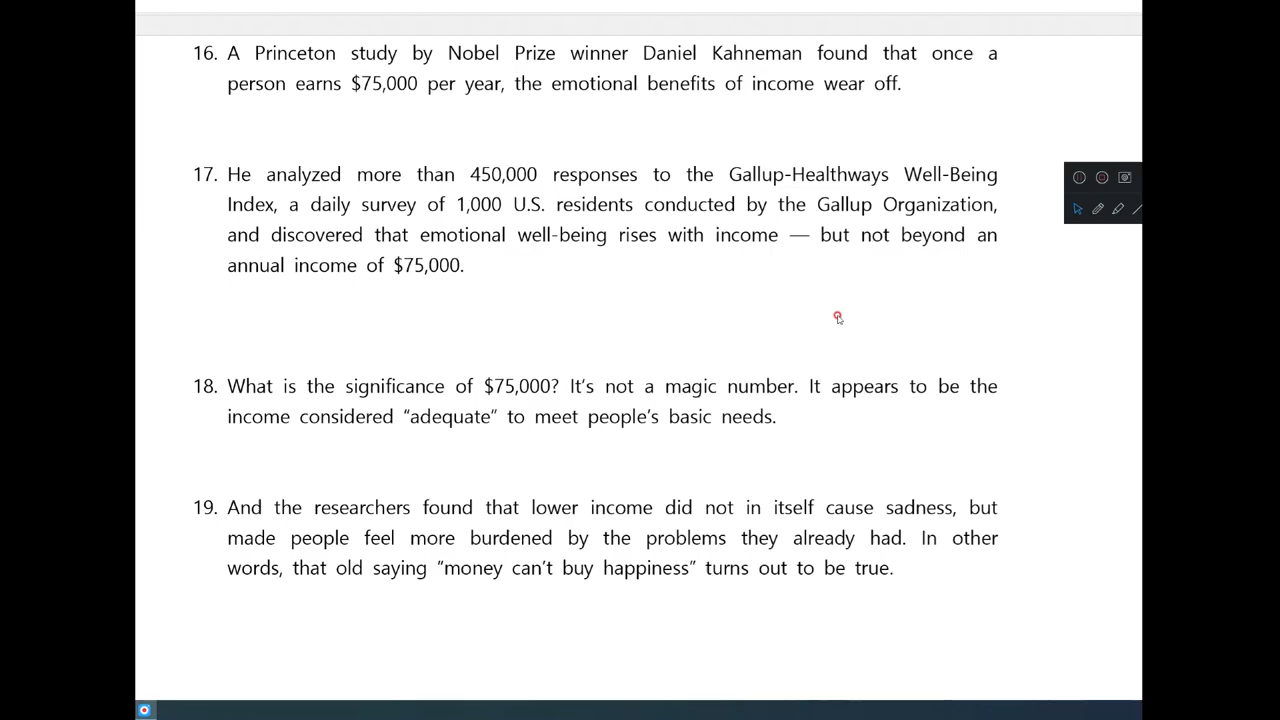 16. A Princeton study by Nobel Prize winner Daniel Kahneman found that once a
person earns $75,000 per year, the emotional benefits of income wear off.
17. He analyzed more than 450,000 responses to the Gallup-Healthways Well-Being
Index, a daily survey of 1,000 U.S. residents conducted by the Gallup Organization,
and discovered that emotional well-being rises with income — but not beyond an
annual income of $75,000.
18. What is the significance of $75,000? It’s not a magic number. It appears to be the
income considered “adequate” to meet people’s basic needs.
19. And the researchers found that lower income did not in itself cause sadness, but
made people feel more burdened by the problems they already had. In other
words, that old saying “money can’t buy happiness” turns out to be true.